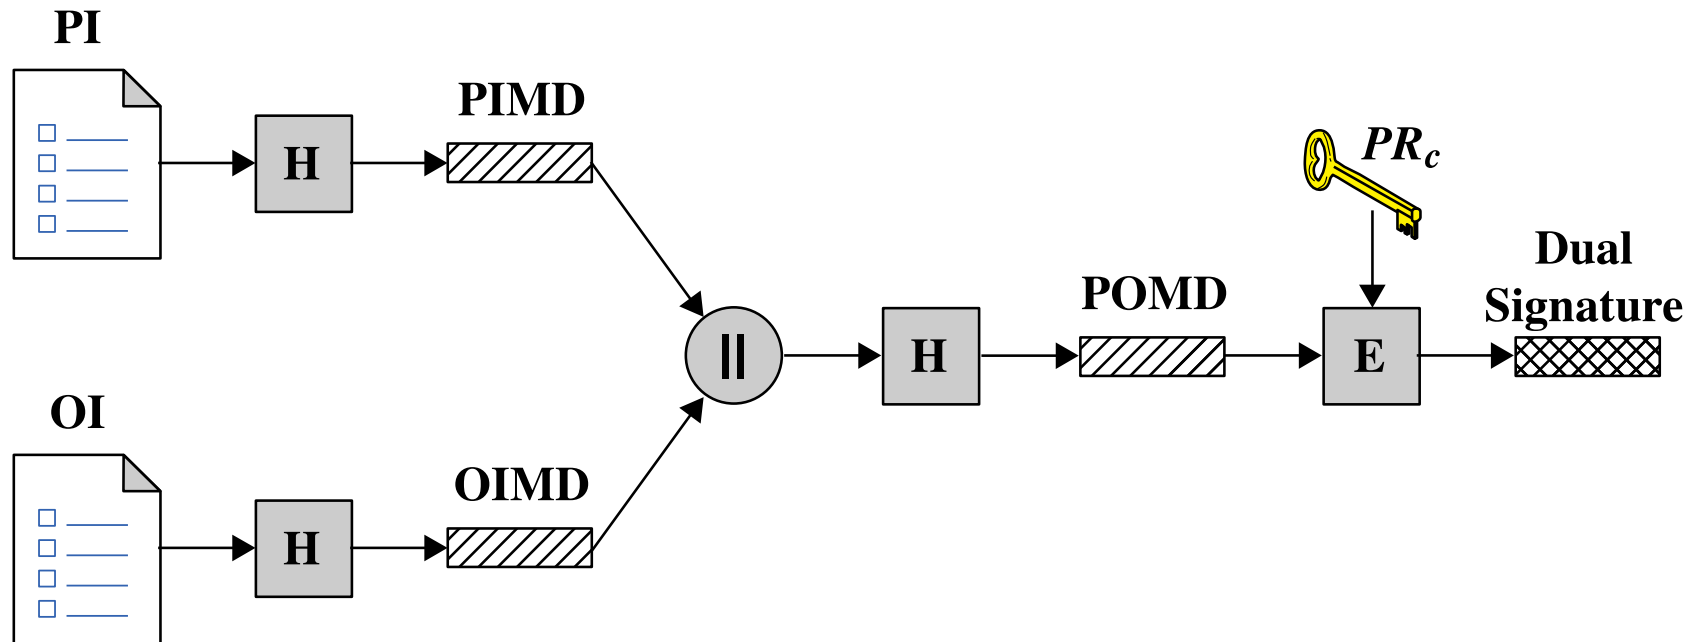 PI
H
PIMD
OI
H
OIMD
||
H
POMD
PRc
E
Dual
Signature